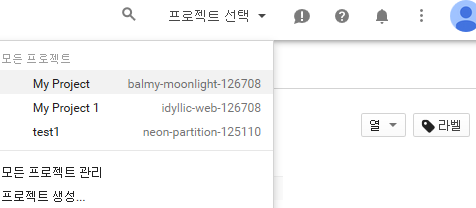 프로젝트 선택
모든 프로젝트
My Project balmy-moonlight-126708
My Project 1 idyllic-web-126708
test1 neon-partition-125110
열 라벨
모든 프로젝트 관리
프로젝트 생성...